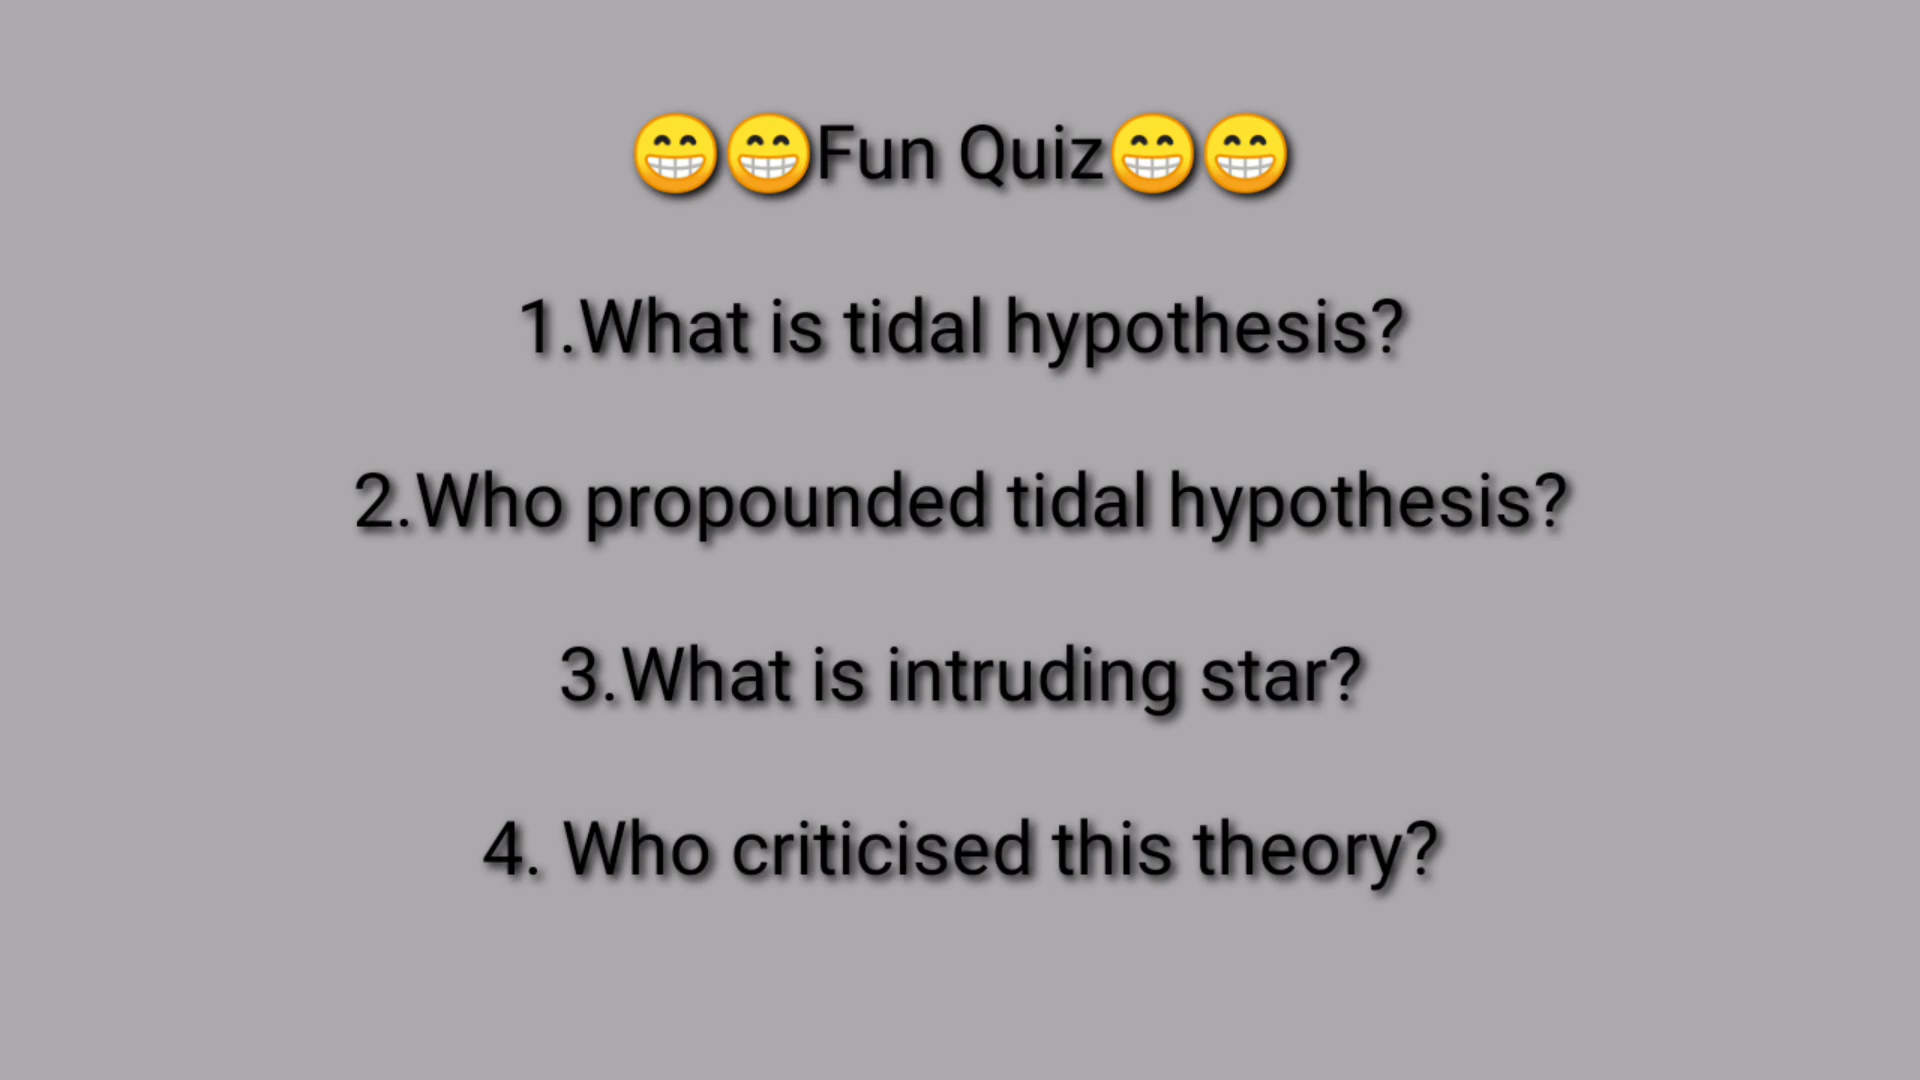 😁😁Fun Quiz😁😁
1.What is tidal hypothesis?
2.Who propounded tidal hypothesis?
3.What is intruding star?
4. Who criticised this theory?